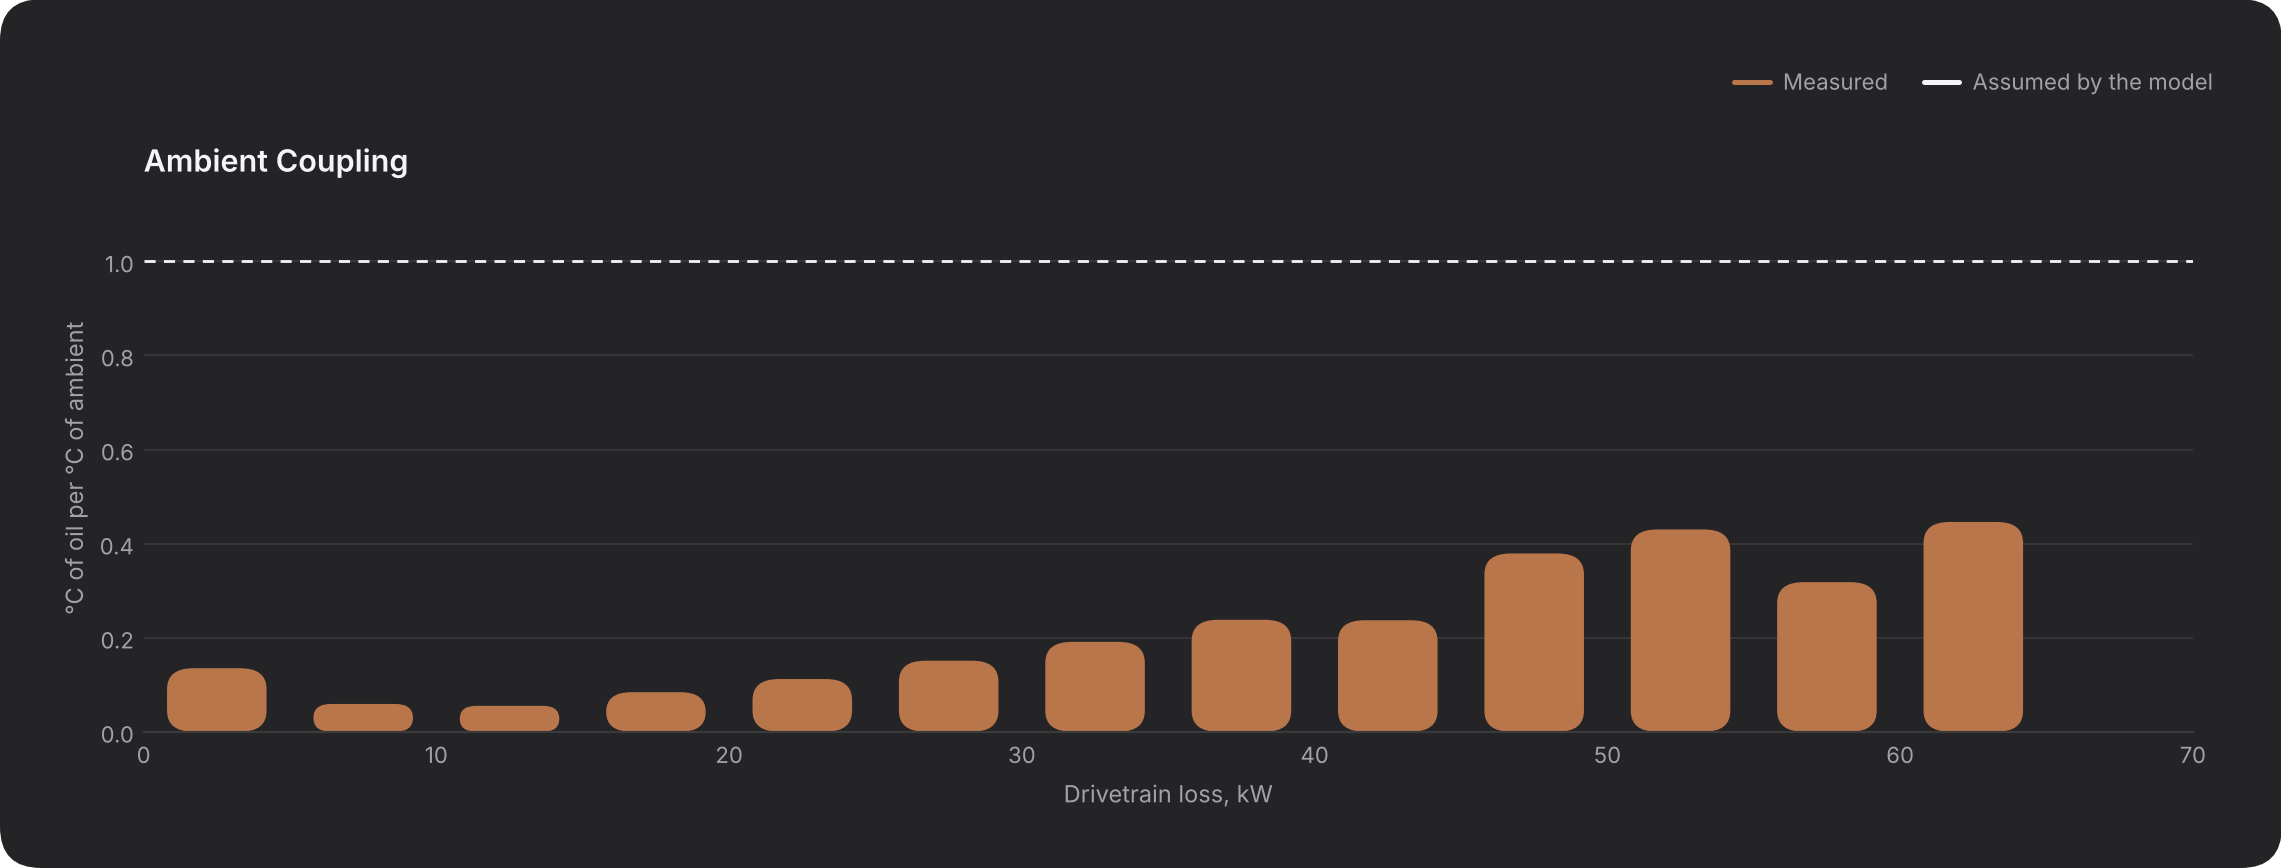 Measured
Assumed by the model
Ambient Coupling
1.0
0.8
0.6
0.4
0.2
0.0
°C of oil per °C of ambient
0 10 20 30 40 50 60 70
Drivetrain loss, kW